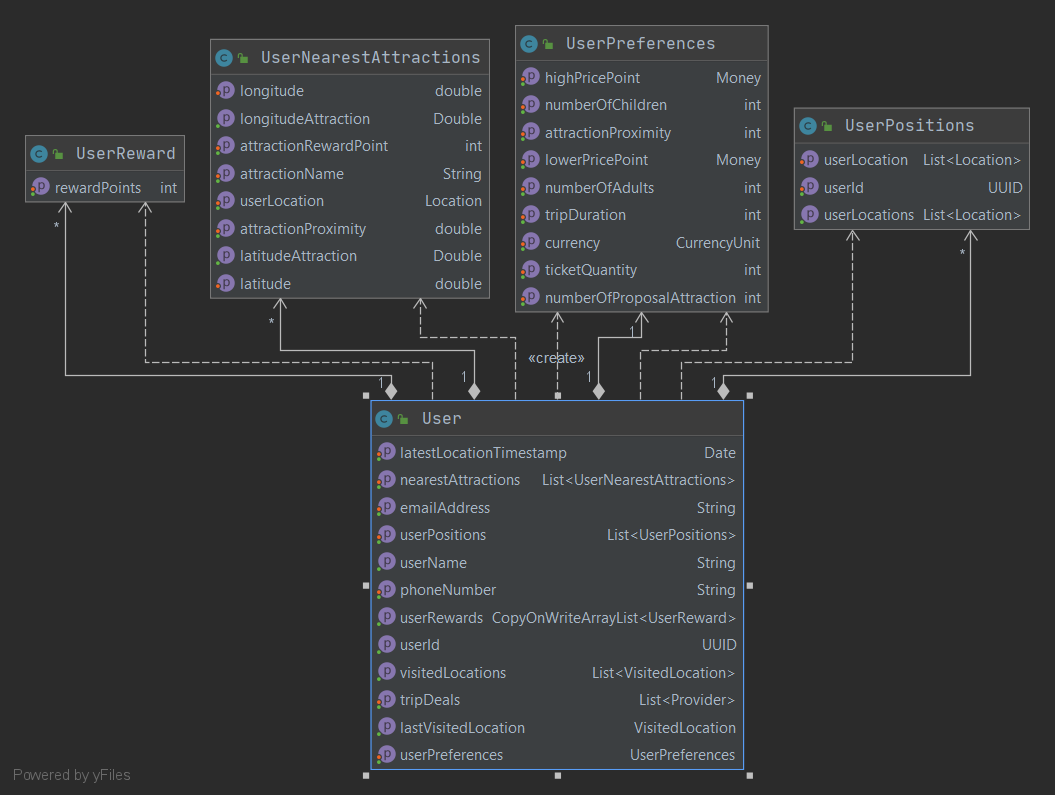 UserReward
rewardPoints int
UserNearestAttractions
longitude double
longitudeAttraction Double
attractionRewardPoint int
attractionName String
userLocation Location
attractionProximity double
latitudeAttraction Double
latitude double
UserPreferences
highPricePoint Money
numberOfChildren int
attractionProximity int
lowerPricePoint Money
numberOfAdults int
tripDuration int
currency CurrencyUnit
ticketQuantity int
numberOfProposalAttraction int
UserPositions
userLocation List<Location>
userId UUID
userLocations List<Location>
*
*
1
*
«create»
1
1
1
1
User
latestLocationTimestamp Date
nearestAttractions List<UserNearestAttractions>
emailAddress String
userPositions List<UserPositions>
userName String
phoneNumber String
userRewards CopyOnWriteArrayList<UserReward>
userId UUID
visitedLocations List<VisitedLocation>
tripDeals List<Provider>
lastVisitedLocation VisitedLocation
userPreferences UserPreferences
Powered by yFiles